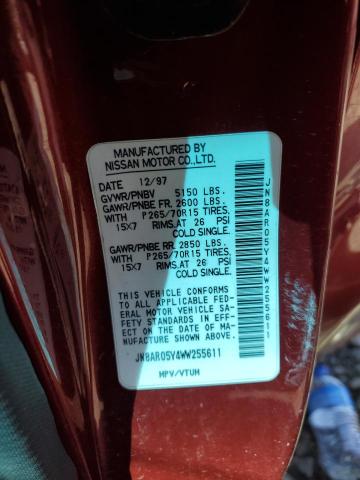 MANUFACTURED BY
NISSAN MOTOR CO.,LTD.
DATE 12/97
GVWR/PNBV 5150 LBS.
GAWR/PNBE FR. 2600 LBS.
WITH P265/70R15 TIRES,
15X7 RIMS,AT 26 PSI
COLD SINGLE.
GAWR/PNBE RR. 2850 LBS.
WITH P265/70R15 TIRES,
15X7 RIMS,AT 26 PSI
COLD SINGLE.
THIS VEHICLE CONFORMS
TO ALL APPLICABLE FED-
ERAL MOTOR VEHICLE SA-
FETY STANDARDS IN EFF-
ECT ON THE DATE OF MA-
NUFACTURE SHOWN ABOVE.
JN8AR05Y4WW255611
MPV/VTUM
JN8AR05Y4WW255611